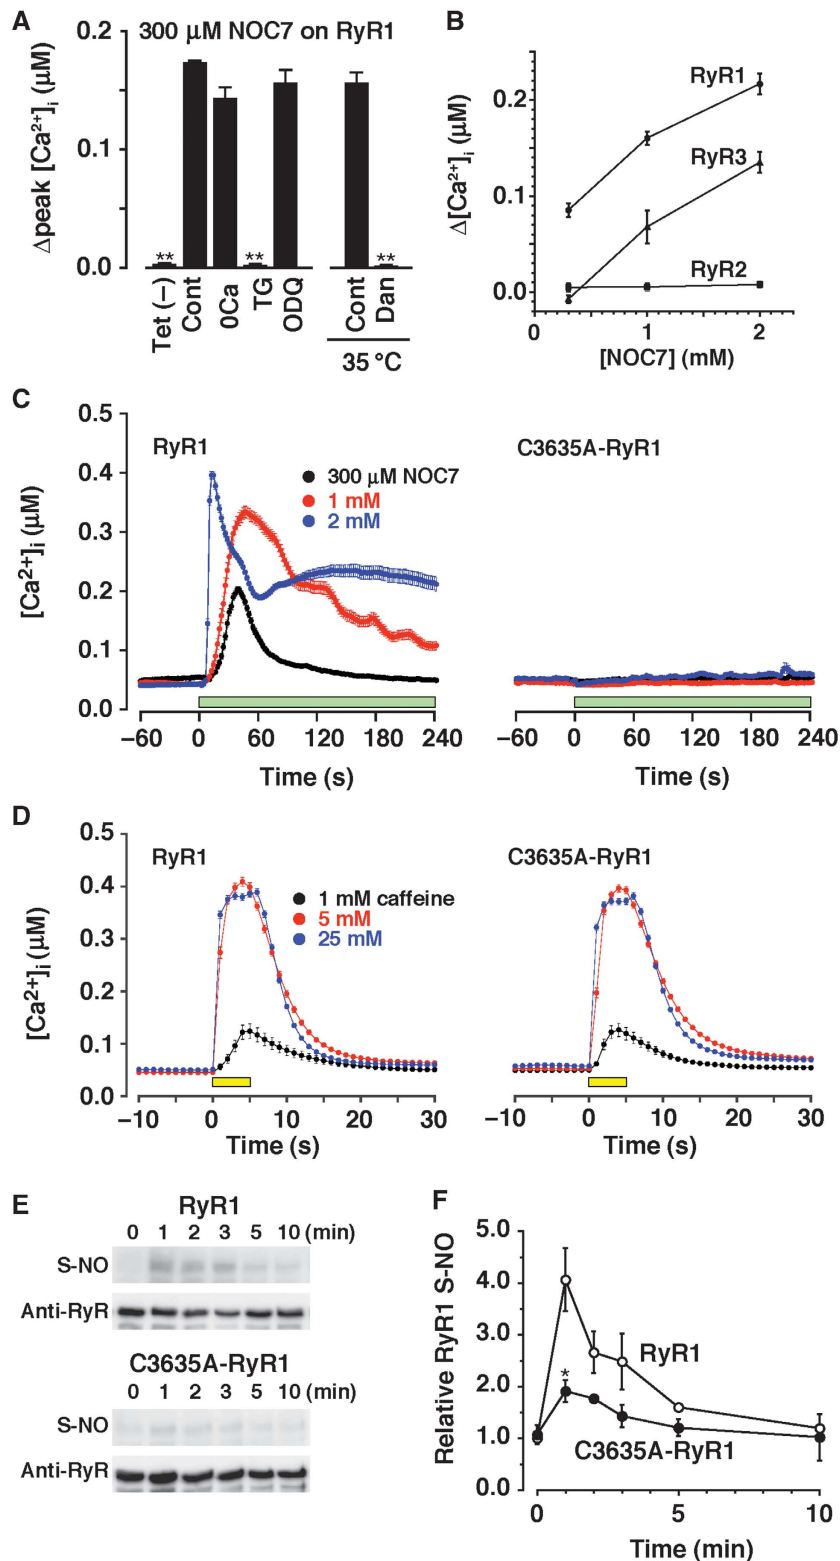 A
300 μM NOC7 on RyR1
Δpeak [Ca²⁺]ᵢ (μM)
0.2
0.1
0.0
**
**
**
Tet (−)
Cont
0Ca
TG
ODQ
Cont
Dan
35 °C
B
Δ[Ca²⁺]ᵢ (μM)
0.2
0.1
0.0
RyR1
RyR3
RyR2
0 1 2
[NOC7] (mM)
C
[Ca²⁺]ᵢ (μM)
0.5
0.4
0.3
0.2
0.1
0.0
RyR1
300 μM NOC7
1 mM
2 mM
C3635A-RyR1
−60 0 60 120 180 240
Time (s)
−60 0 60 120 180 240
Time (s)
D
[Ca²⁺]ᵢ (μM)
0.5
0.4
0.3
0.2
0.1
0.0
RyR1
1 mM caffeine
5 mM
25 mM
C3635A-RyR1
−10 0 10 20 30
Time (s)
−10 0 10 20 30
Time (s)
E
RyR1
0 1 2 3 5 10 (min)
S-NO
Anti-RyR
C3635A-RyR1
0 1 2 3 5 10 (min)
S-NO
Anti-RyR
F
Relative RyR1 S-NO
5.0
4.0
3.0
2.0
1.0
0.0
RyR1
*
C3635A-RyR1
0 5 10
Time (min)